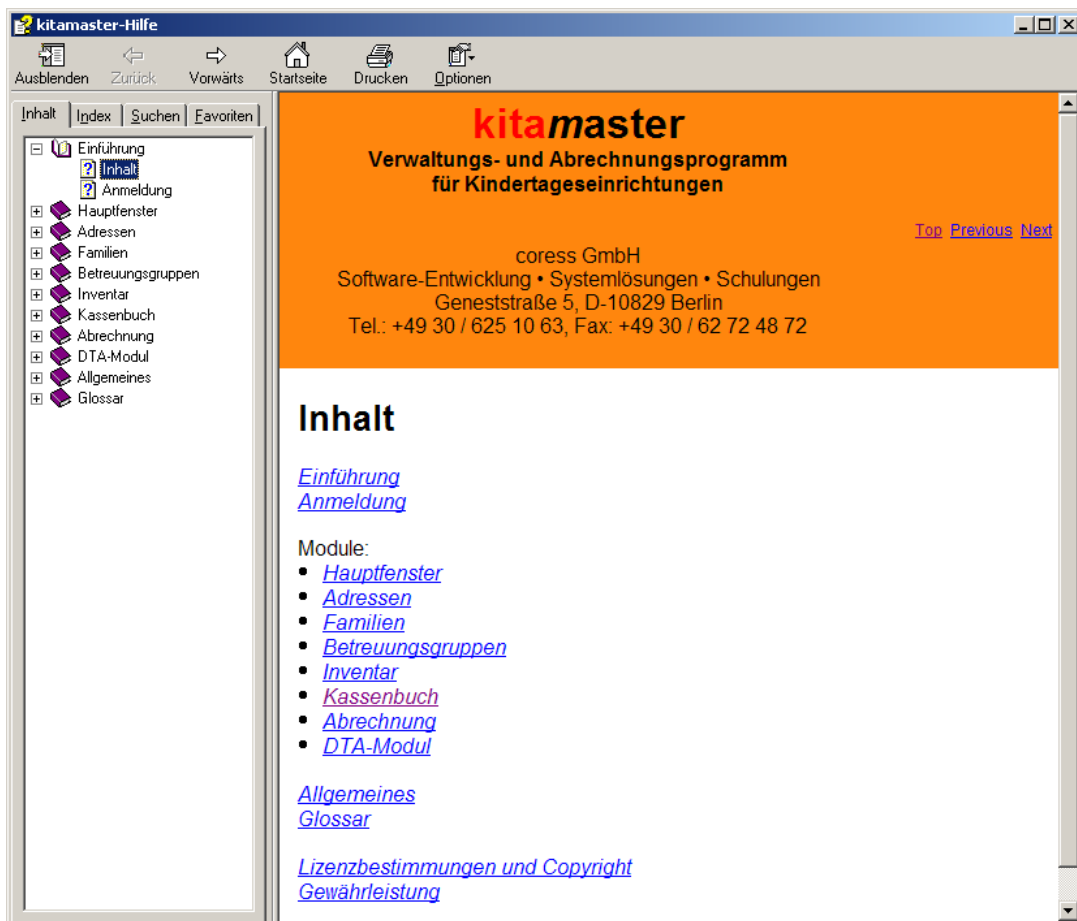 kitamaster-Hilfe
Ausblenden Zurück Vorwärts Startseite Drucken Optionen
Inhalt Index Suchen Favoriten
Einführung
Inhalt
Anmeldung
Hauptfenster
Adressen
Familien
Betreuungsgruppen
Inventar
Kassenbuch
Abrechnung
DTA-Modul
Allgemeines
Glossar
kitamaster
Verwaltungs- und Abrechnungsprogramm
für Kindertageseinrichtungen
Top Previous Next
coress GmbH
Software-Entwicklung • Systemlösungen • Schulungen
Geneststraße 5, D-10829 Berlin
Tel.: +49 30 / 625 10 63, Fax: +49 30 / 62 72 48 72
Inhalt
Einführung
Anmeldung
Module:
• Hauptfenster
• Adressen
• Familien
• Betreuungsgruppen
• Inventar
• Kassenbuch
• Abrechnung
• DTA-Modul
Allgemeines
Glossar
Lizenzbestimmungen und Copyright
Gewährleistung